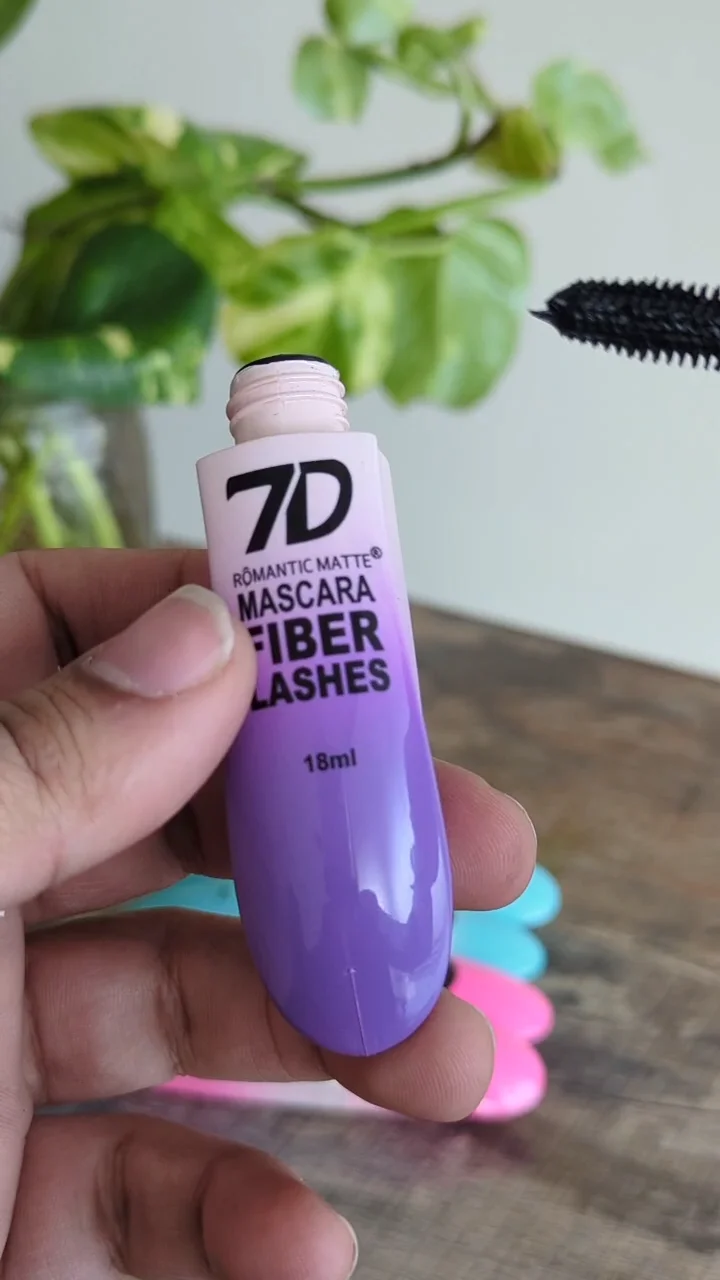 7D
RÔMANTIC MATTE®
MASCARA
FIBER
LASHES
18ml